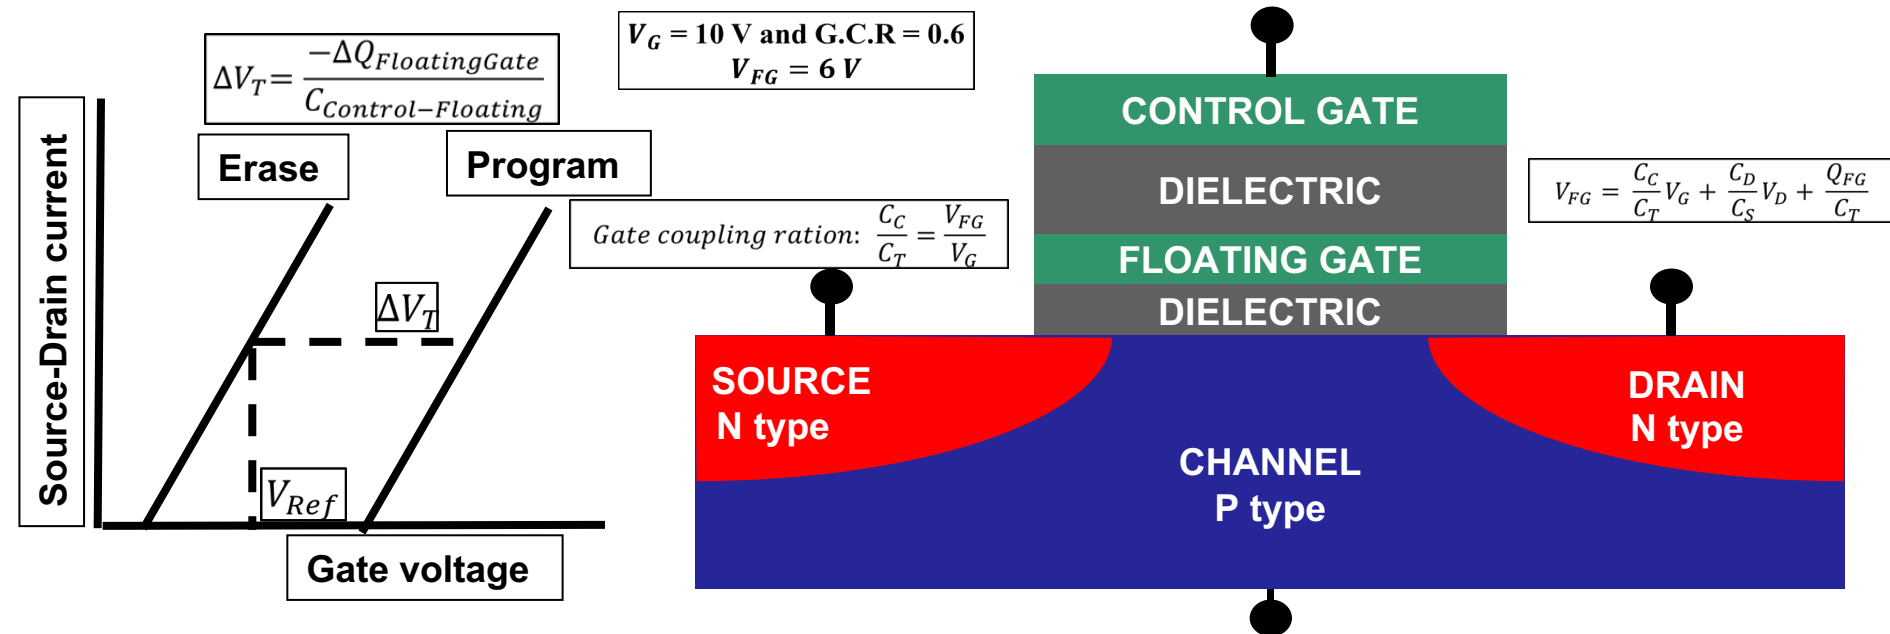 ΔV_T = −ΔQ_FloatingGate / C_Control−Floating
V_G = 10 V and G.C.R = 0.6
V_FG = 6 V
Source-Drain current
Erase
Program
ΔV_T
V_Ref
Gate voltage
Gate coupling ration: C_C / C_T = V_FG / V_G
CONTROL GATE
DIELECTRIC
FLOATING GATE
DIELECTRIC
V_FG = C_C / C_T V_G + C_D / C_S V_D + Q_FG / C_T
SOURCE
N type
CHANNEL
P type
DRAIN
N type